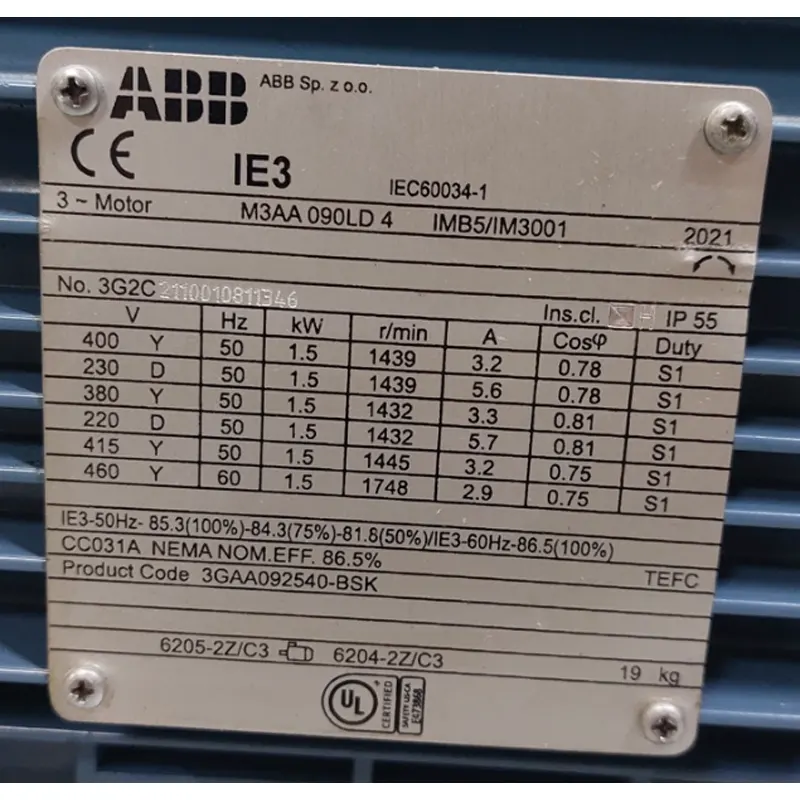 ABB ABB Sp. z o.o.
CE IE3 IEC60034-1
3 ~ Motor M3AA 090LD 4 IMB5/IM3001 2021
No. 3G2C2110010811346 Ins.cl. H IP 55
V Hz kW r/min A Cosφ Duty
400 Y 50 1.5 1439 3.2 0.78 S1
230 D 50 1.5 1439 5.6 0.78 S1
380 Y 50 1.5 1432 3.3 0.81 S1
220 D 50 1.5 1432 5.7 0.81 S1
415 Y 50 1.5 1445 3.2 0.75 S1
460 Y 60 1.5 1748 2.9 0.75 S1
IE3-50Hz- 85.3(100%)-84.3(75%)-81.8(50%)/IE3-60Hz-86.5(100%)
CC031A NEMA NOM.EFF. 86.5%
Product Code 3GAA092540-BSK TEFC
6205-2Z/C3 6204-2Z/C3 19 kg
UL CERTIFIED SAFETY US-CA E473868